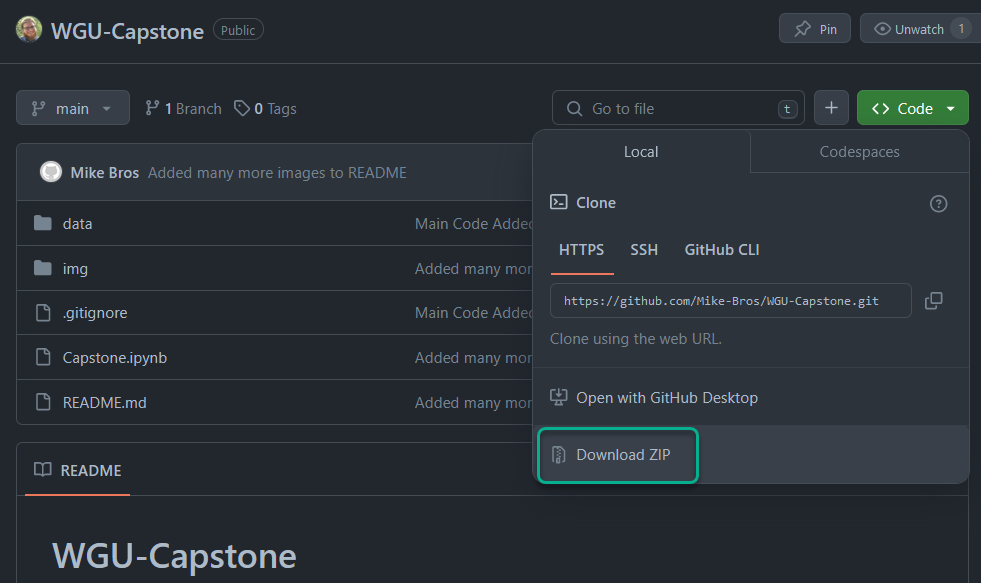 WGU-Capstone Public Pin Unwatch 1
main 1 Branch 0 Tags Go to file t Code
Local Codespaces
Mike Bros Added many more images to README
Clone
data Main Code Added
HTTPS SSH GitHub CLI
img Added many mor
https://github.com/Mike-Bros/WGU-Capstone.git
.gitignore Main Code Added
Clone using the web URL.
Capstone.ipynb Added many mor
Open with GitHub Desktop
README.md Added many mor
Download ZIP
README
WGU-Capstone